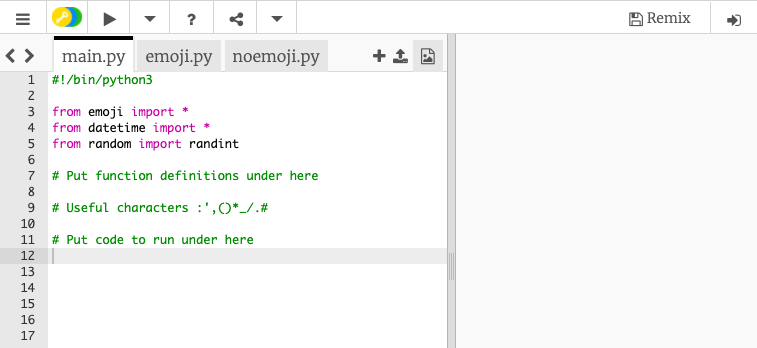 ? Remix
main.py emoji.py noemoji.py
1 #!/bin/python3
2
3 from emoji import *
4 from datetime import *
5 from random import randint
6
7 # Put function definitions under here
8
9 # Useful characters :',()*_/.#
10
11 # Put code to run under here
12
13
14
15
16
17